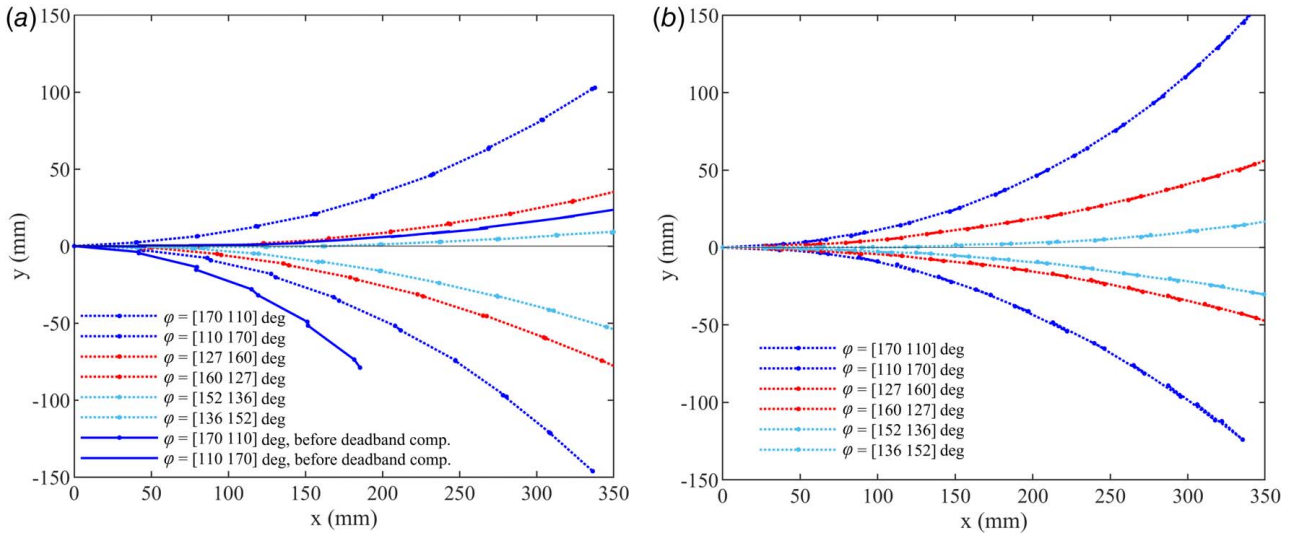 (a)
150
100
50
0
-50
-100
-150
y (mm)
φ = [170 110] deg
φ = [110 170] deg
φ = [127 160] deg
φ = [160 127] deg
φ = [152 136] deg
φ = [136 152] deg
φ = [170 110] deg, before deadband comp.
φ = [110 170] deg, before deadband comp.
0 50 100 150 200 250 300 350
x (mm)
(b)
150
100
50
0
-50
-100
-150
y (mm)
φ = [170 110] deg
φ = [110 170] deg
φ = [127 160] deg
φ = [160 127] deg
φ = [152 136] deg
φ = [136 152] deg
0 50 100 150 200 250 300 350
x (mm)